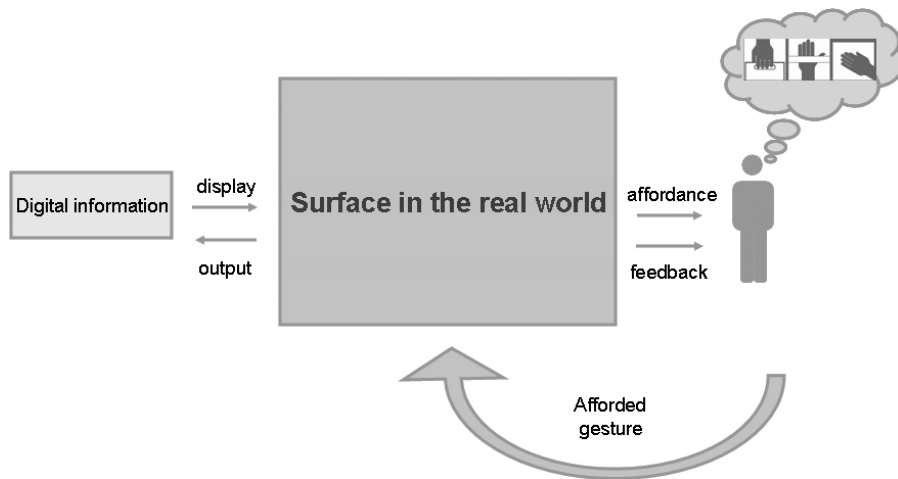 Digital information
display
output
Surface in the real world
affordance
feedback
Afforded
gesture